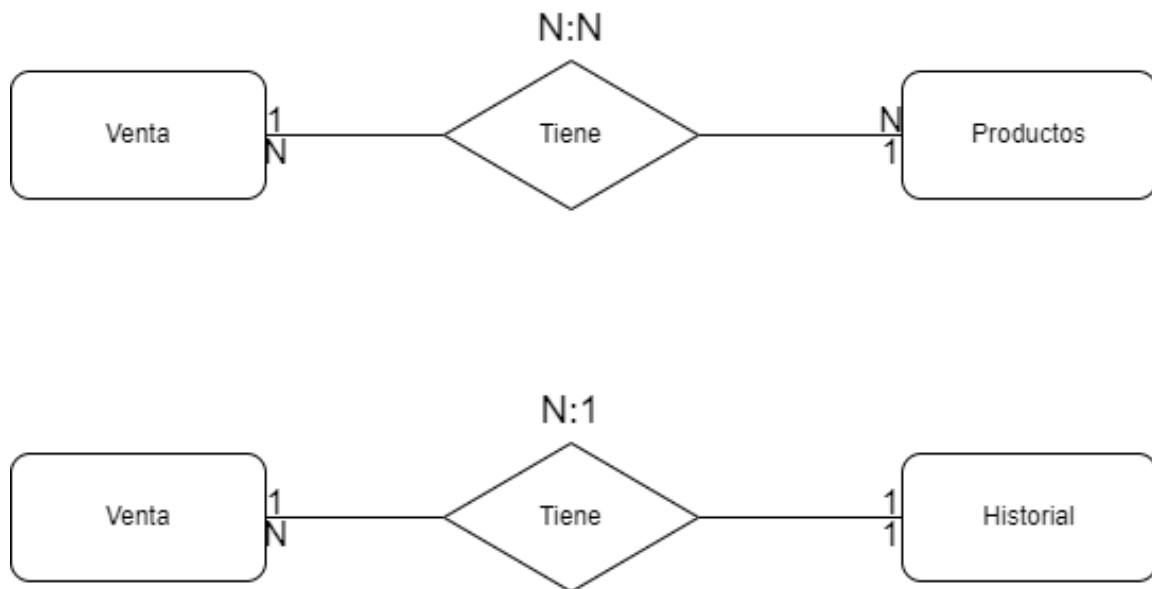 N:N
Venta
1
N
Tiene
N
1
Productos
N:1
Venta
1
N
Tiene
1
1
Historial